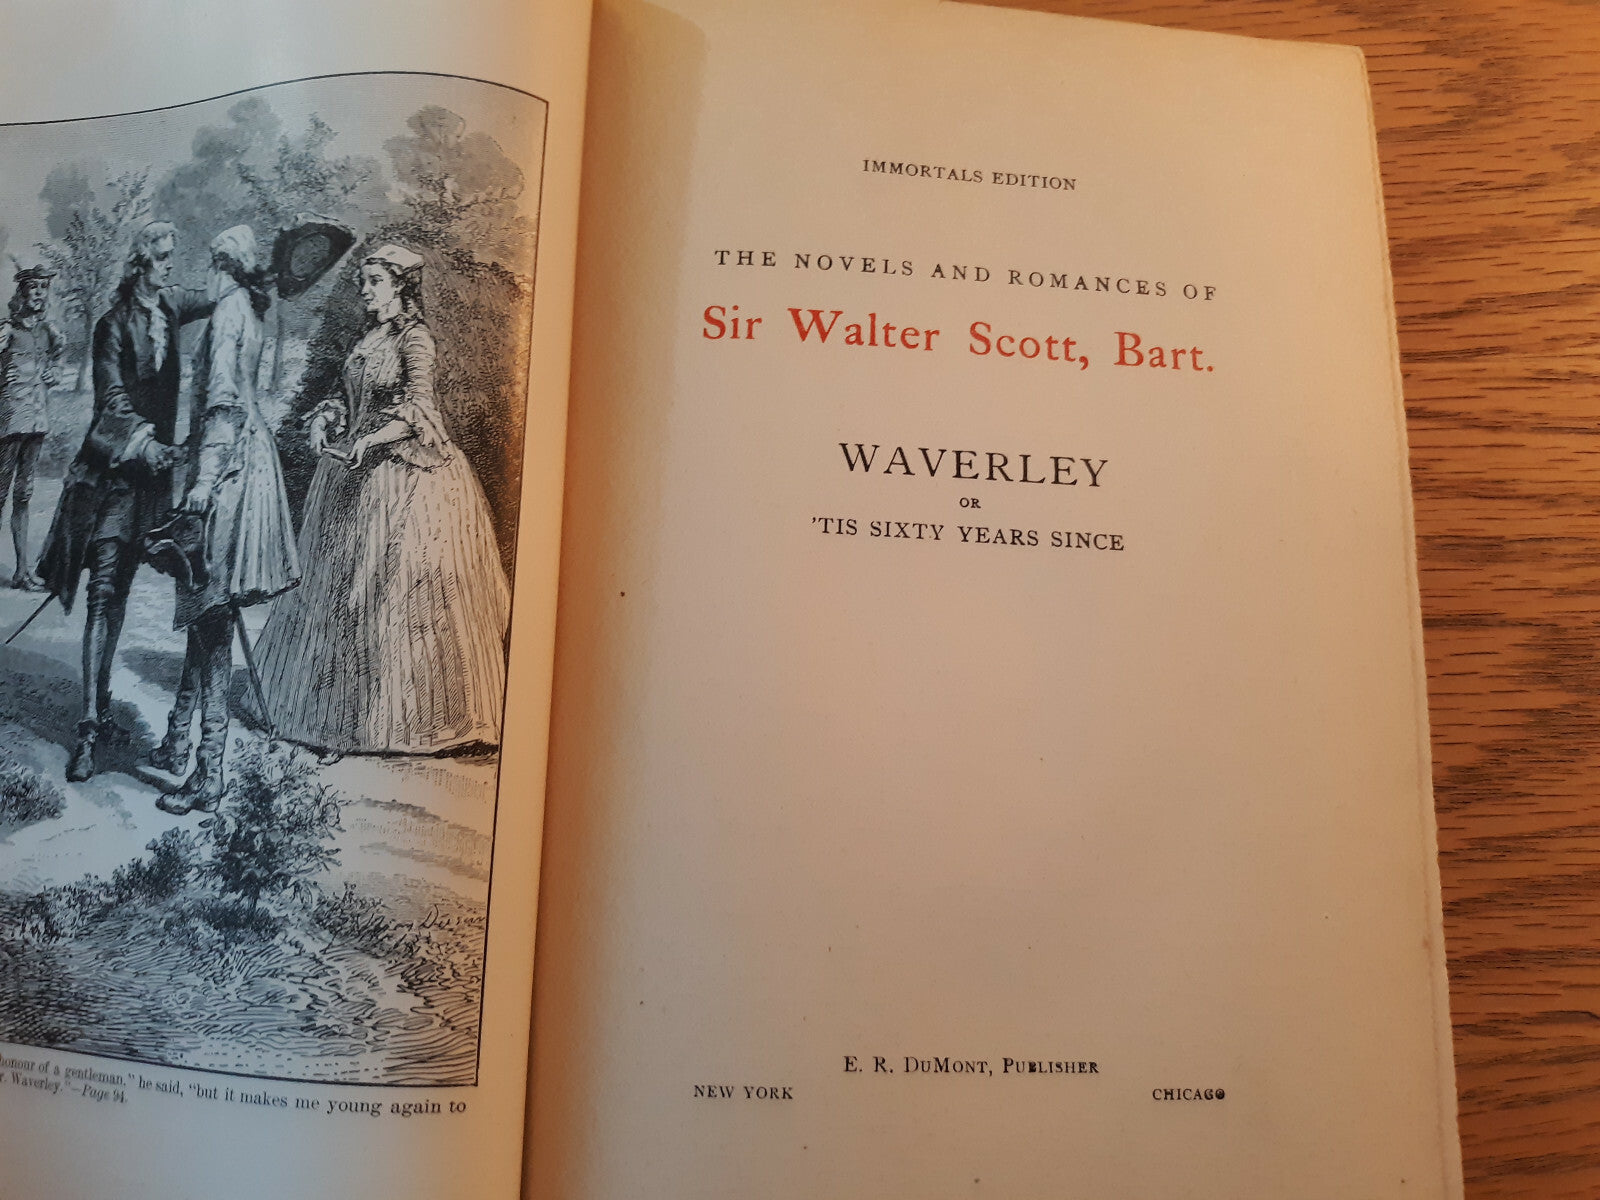 honour of a gentleman," he said, "but it makes me young again to
r. Waverley."—Page 94.
IMMORTALS EDITION
THE NOVELS AND ROMANCES OF
Sir Walter Scott, Bart.
WAVERLEY
OR
'TIS SIXTY YEARS SINCE
E. R. DuMont, Publisher
NEW YORK CHICAGO